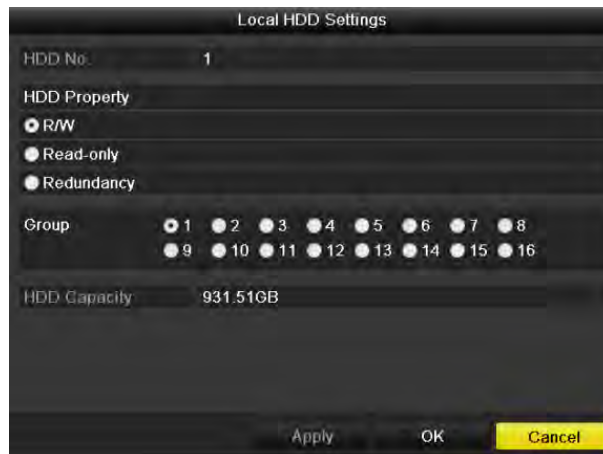 Local HDD Settings
HDD No. 1
HDD Property
R/W
Read-only
Redundancy
Group 1 2 3 4 5 6 7 8
9 10 11 12 13 14 15 16
HDD Capacity 931.51GB
Apply OK Cancel